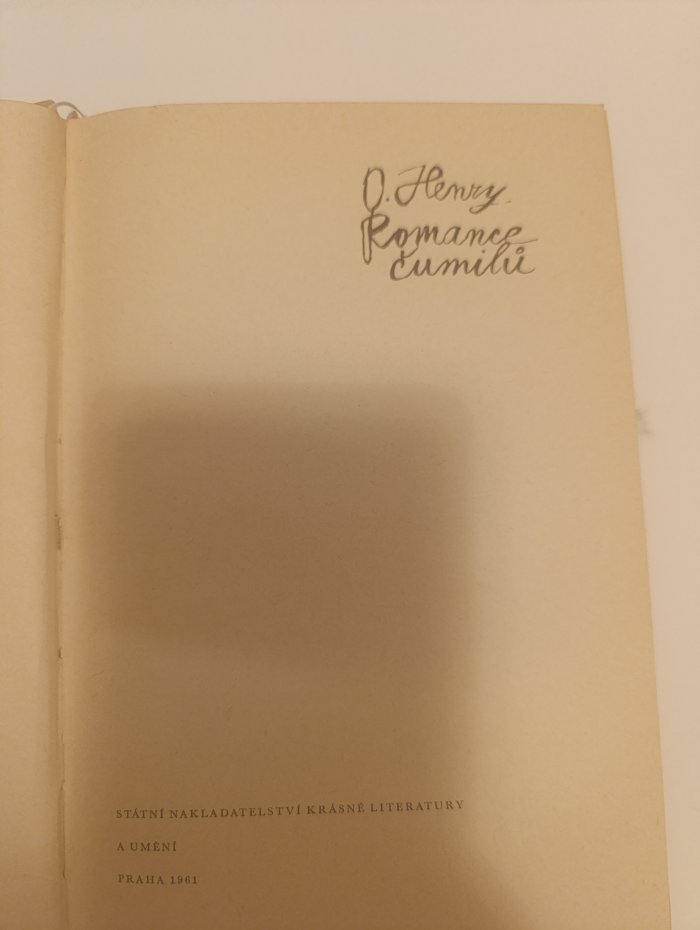 O. Henry.
Romance
čumilů
STÁTNÍ NAKLADATELSTVÍ KRÁSNÉ LITERATURY
A UMĚNÍ
PRAHA 1961